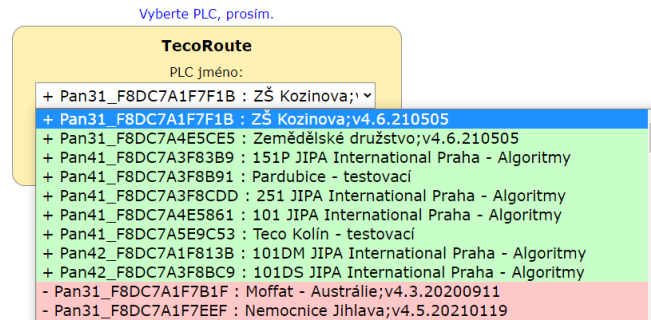 Vyberte PLC, prosím.
TecoRoute
PLC jméno:
+ Pan31_F8DC7A1F7F1B : ZŠ Kozinova;v
+ Pan31_F8DC7A1F7F1B : ZŠ Kozinova;v4.6.210505
+ Pan31_F8DC7A4E5CE5 : Zemědělské družstvo;v4.6.210505
+ Pan41_F8DC7A3F83B9 : 151P JIPA International Praha - Algoritmy
+ Pan41_F8DC7A3F8B91 : Pardubice - testovací
+ Pan41_F8DC7A3F8CDD : 251 JIPA International Praha - Algoritmy
+ Pan41_F8DC7A4E5861 : 101 JIPA International Praha - Algoritmy
+ Pan41_F8DC7A5E9C53 : Teco Kolín - testovací
+ Pan42_F8DC7A1F813B : 101DM JIPA International Praha - Algoritmy
+ Pan42_F8DC7A3F8BC9 : 101DS JIPA International Praha - Algoritmy
- Pan31_F8DC7A1F7B1F : Moffat - Austrálie;v4.3.20200911
- Pan31_F8DC7A1F7EEF : Nemocnice Jihlava;v4.5.20210119